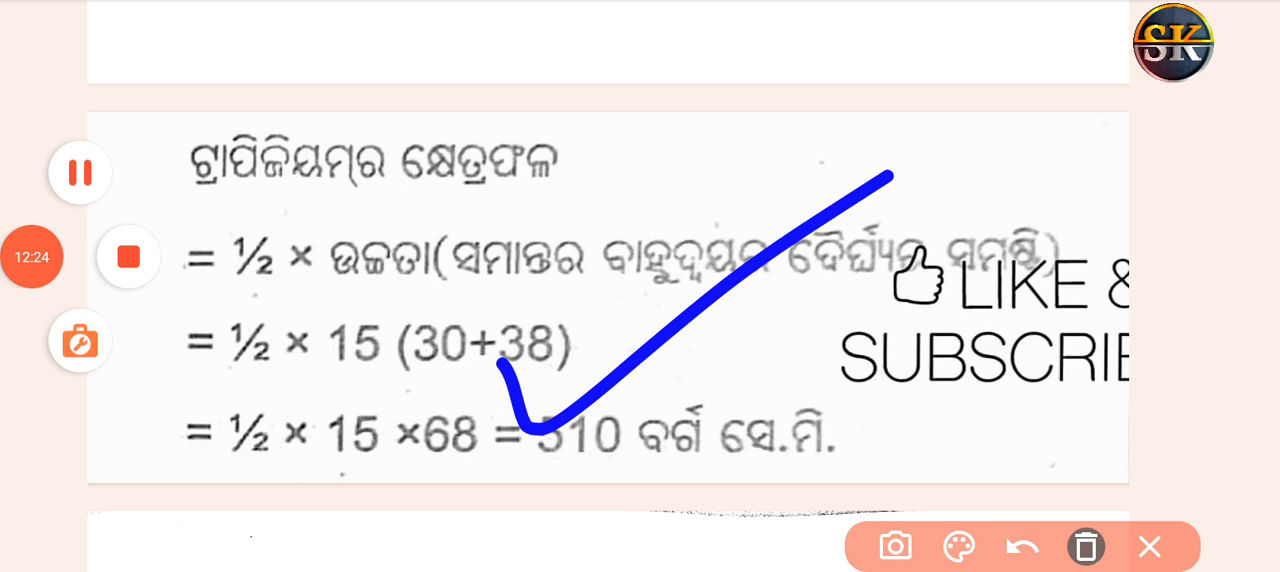 SK
ଟ୍ରାପିଜିୟମ୍‌ର କ୍ଷେତ୍ରଫଳ
= ½ × ଉଚ୍ଚତା(ସମାନ୍ତର ବାହୁଦ୍ୱୟର ଦୈର୍ଘ୍ୟର ସମଷ୍ଟି)
= ½ × 15 (30+38)
= ½ × 15 ×68 = 510 ବର୍ଗ ସେ.ମି.
LIKE &
SUBSCRIBE
12:24